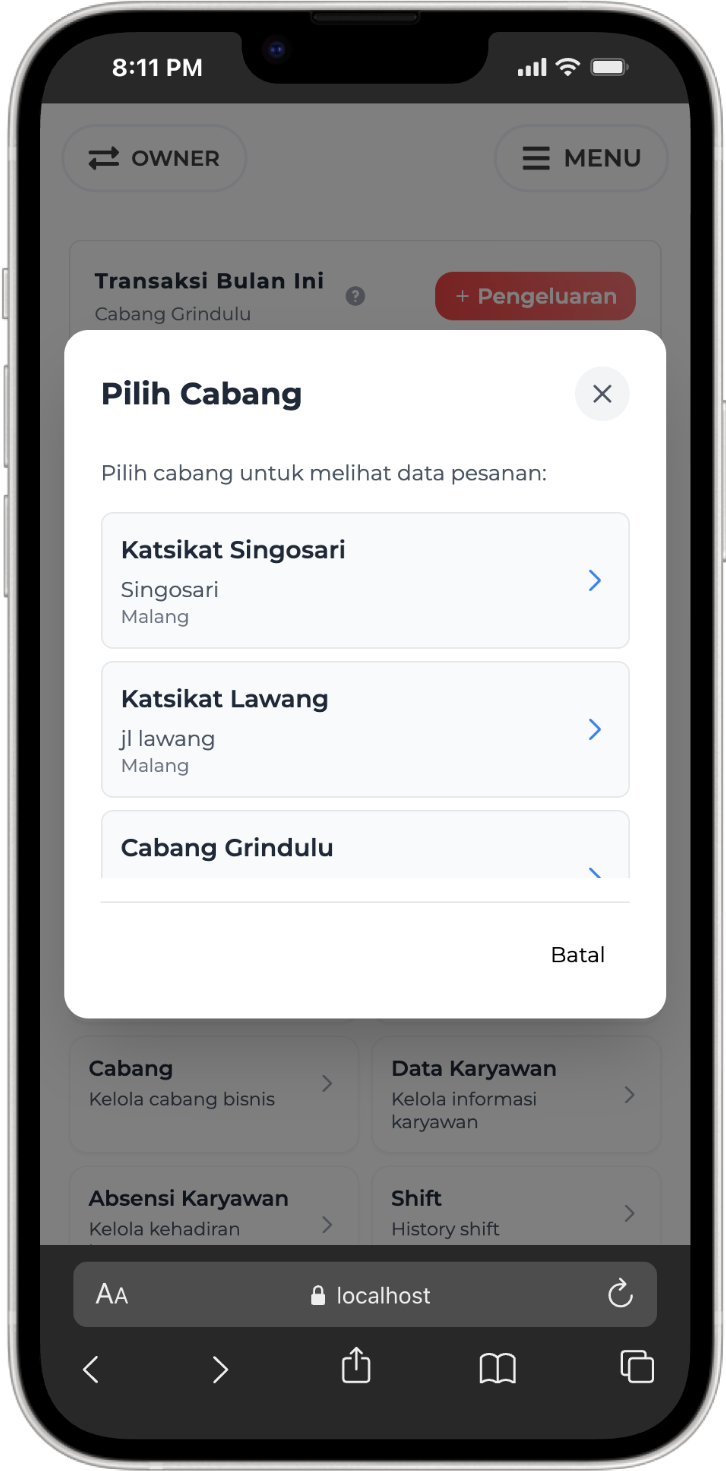 8:11 PM
OWNER
MENU
Transaksi Bulan Ini
Cabang Grindulu
?
+ Pengeluaran
Pilih Cabang
Pilih cabang untuk melihat data pesanan:
Katsikat Singosari
Singosari
Malang
Katsikat Lawang
jl lawang
Malang
Cabang Grindulu
Batal
Cabang
Kelola cabang bisnis
Data Karyawan
Kelola informasi
karyawan
Absensi Karyawan
Kelola kehadiran
Shift
History shift
AA
localhost